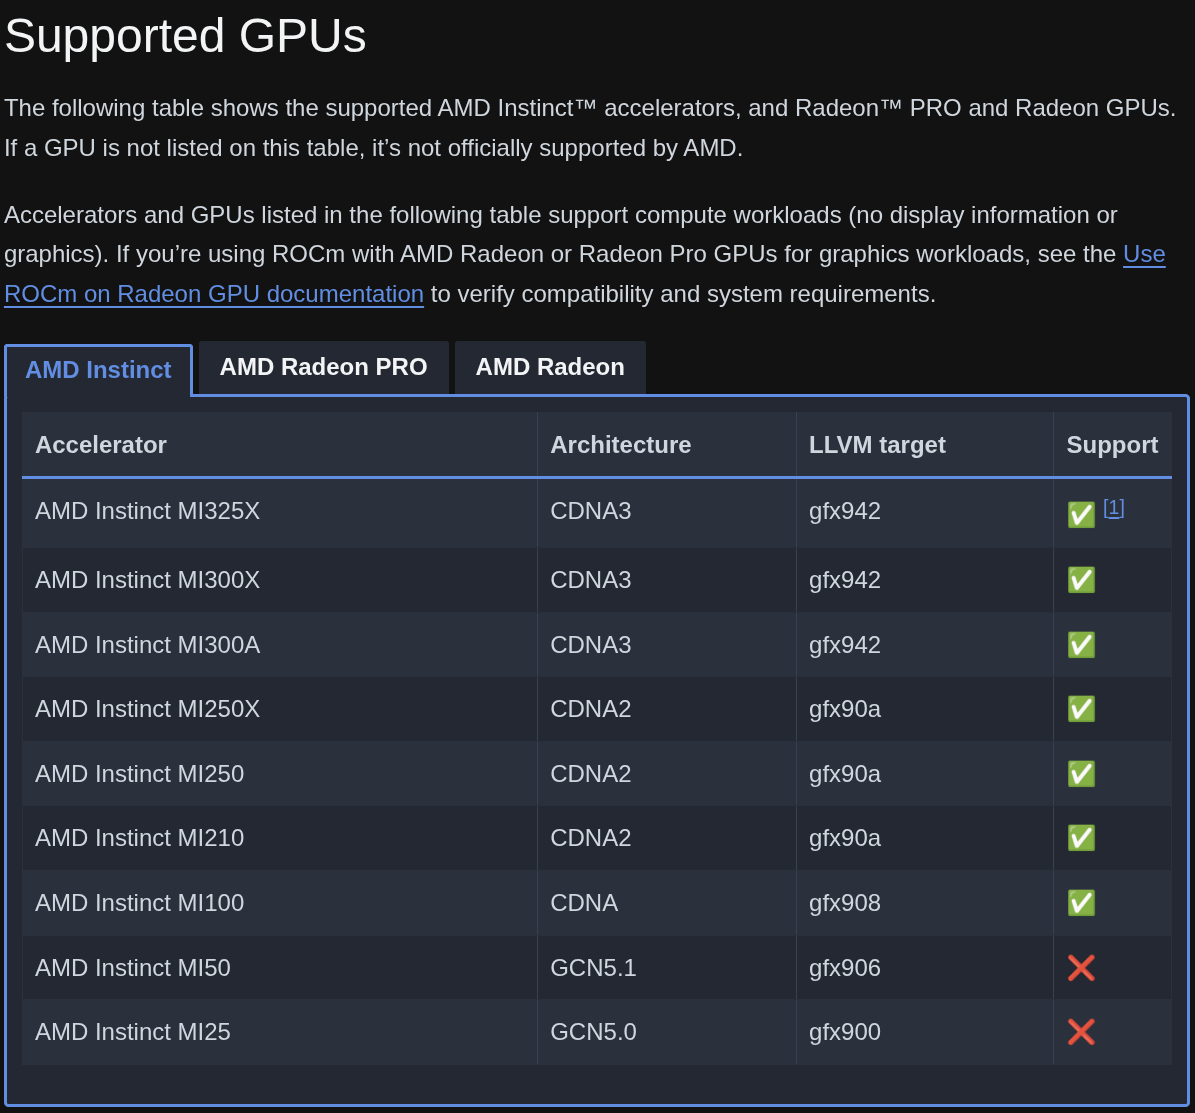 Supported GPUs
The following table shows the supported AMD Instinct™ accelerators, and Radeon™ PRO and Radeon GPUs.
If a GPU is not listed on this table, it’s not officially supported by AMD.
Accelerators and GPUs listed in the following table support compute workloads (no display information or
graphics). If you’re using ROCm with AMD Radeon or Radeon Pro GPUs for graphics workloads, see the Use
ROCm on Radeon GPU documentation to verify compatibility and system requirements.
AMD Instinct AMD Radeon PRO AMD Radeon
Accelerator Architecture LLVM target Support
AMD Instinct MI325X CDNA3 gfx942 ✅ [1]
AMD Instinct MI300X CDNA3 gfx942 ✅
AMD Instinct MI300A CDNA3 gfx942 ✅
AMD Instinct MI250X CDNA2 gfx90a ✅
AMD Instinct MI250 CDNA2 gfx90a ✅
AMD Instinct MI210 CDNA2 gfx90a ✅
AMD Instinct MI100 CDNA gfx908 ✅
AMD Instinct MI50 GCN5.1 gfx906 ❌
AMD Instinct MI25 GCN5.0 gfx900 ❌